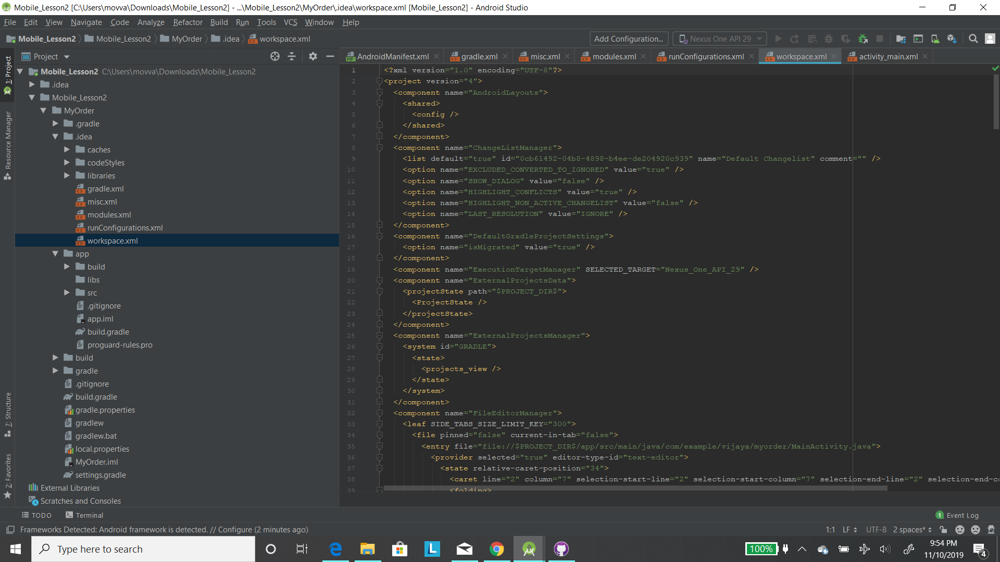 Mobile_Lesson2 [C:\Users\movva\Downloads\Mobile_Lesson2] - ...\Mobile_Lesson2\MyOrder\.idea\workspace.xml [Mobile_Lesson2] - Android Studio
File Edit View Navigate Code Analyze Refactor Build Run Tools VCS Window Help
Mobile_Lesson2 Mobile_Lesson2 MyOrder .idea workspace.xml Add Configuration... Nexus One API 29
Project
AndroidManifest.xml gradle.xml misc.xml modules.xml runConfigurations.xml workspace.xml activity_main.xml
1: Project
Resource Manager
7: Structure
2: Favorites
Mobile_Lesson2 C:\Users\movva\Downloads\Mobile_Lesson2
.idea
Mobile_Lesson2
MyOrder
.gradle
.idea
caches
codeStyles
libraries
gradle.xml
misc.xml
modules.xml
runConfigurations.xml
workspace.xml
app
build
libs
src
.gitignore
app.iml
build.gradle
proguard-rules.pro
build
gradle
.gitignore
build.gradle
gradle.properties
gradlew
gradlew.bat
local.properties
MyOrder.iml
settings.gradle
External Libraries
Scratches and Consoles
1 <?xml version="1.0" encoding="UTF-8"?>
2 <project version="4">
3 <component name="AndroidLayouts">
4 <shared>
5 <config />
6 </shared>
7 </component>
8 <component name="ChangeListManager">
9 <list default="true" id="0cb61492-04b8-4898-b4ee-de204920c939" name="Default Changelist" comment="" />
10 <option name="EXCLUDED_CONVERTED_TO_IGNORED" value="true" />
11 <option name="SHOW_DIALOG" value="false" />
12 <option name="HIGHLIGHT_CONFLICTS" value="true" />
13 <option name="HIGHLIGHT_NON_ACTIVE_CHANGELIST" value="false" />
14 <option name="LAST_RESOLUTION" value="IGNORE" />
15 </component>
16 <component name="DefaultGradleProjectSettings">
17 <option name="isMigrated" value="true" />
18 </component>
19 <component name="ExecutionTargetManager" SELECTED_TARGET="Nexus_One_API_29" />
20 <component name="ExternalProjectsData">
21 <projectState path="$PROJECT_DIR$">
22 <ProjectState />
23 </projectState>
24 </component>
25 <component name="ExternalProjectsManager">
26 <system id="GRADLE">
27 <state>
28 <projects_view />
29 </state>
30 </system>
31 </component>
32 <component name="FileEditorManager">
33 <leaf SIDE_TABS_SIZE_LIMIT_KEY="300">
34 <file pinned="false" current-in-tab="false">
35 <entry file="file://$PROJECT_DIR$/app/src/main/java/com/example/vijaya/myorder/MainActivity.java">
36 <provider selected="true" editor-type-id="text-editor">
37 <state relative-caret-position="34">
38 <caret line="2" column="7" selection-start-line="2" selection-start-column="7" selection-end-line="2" selection-end-co
39 <folding>
TODO Terminal Event Log
1
Frameworks Detected: Android framework is detected. // Configure (2 minutes ago) 1:1 LF UTF-8 2 spaces*
Type here to search
100%
9:54 PM
11/10/2019
4